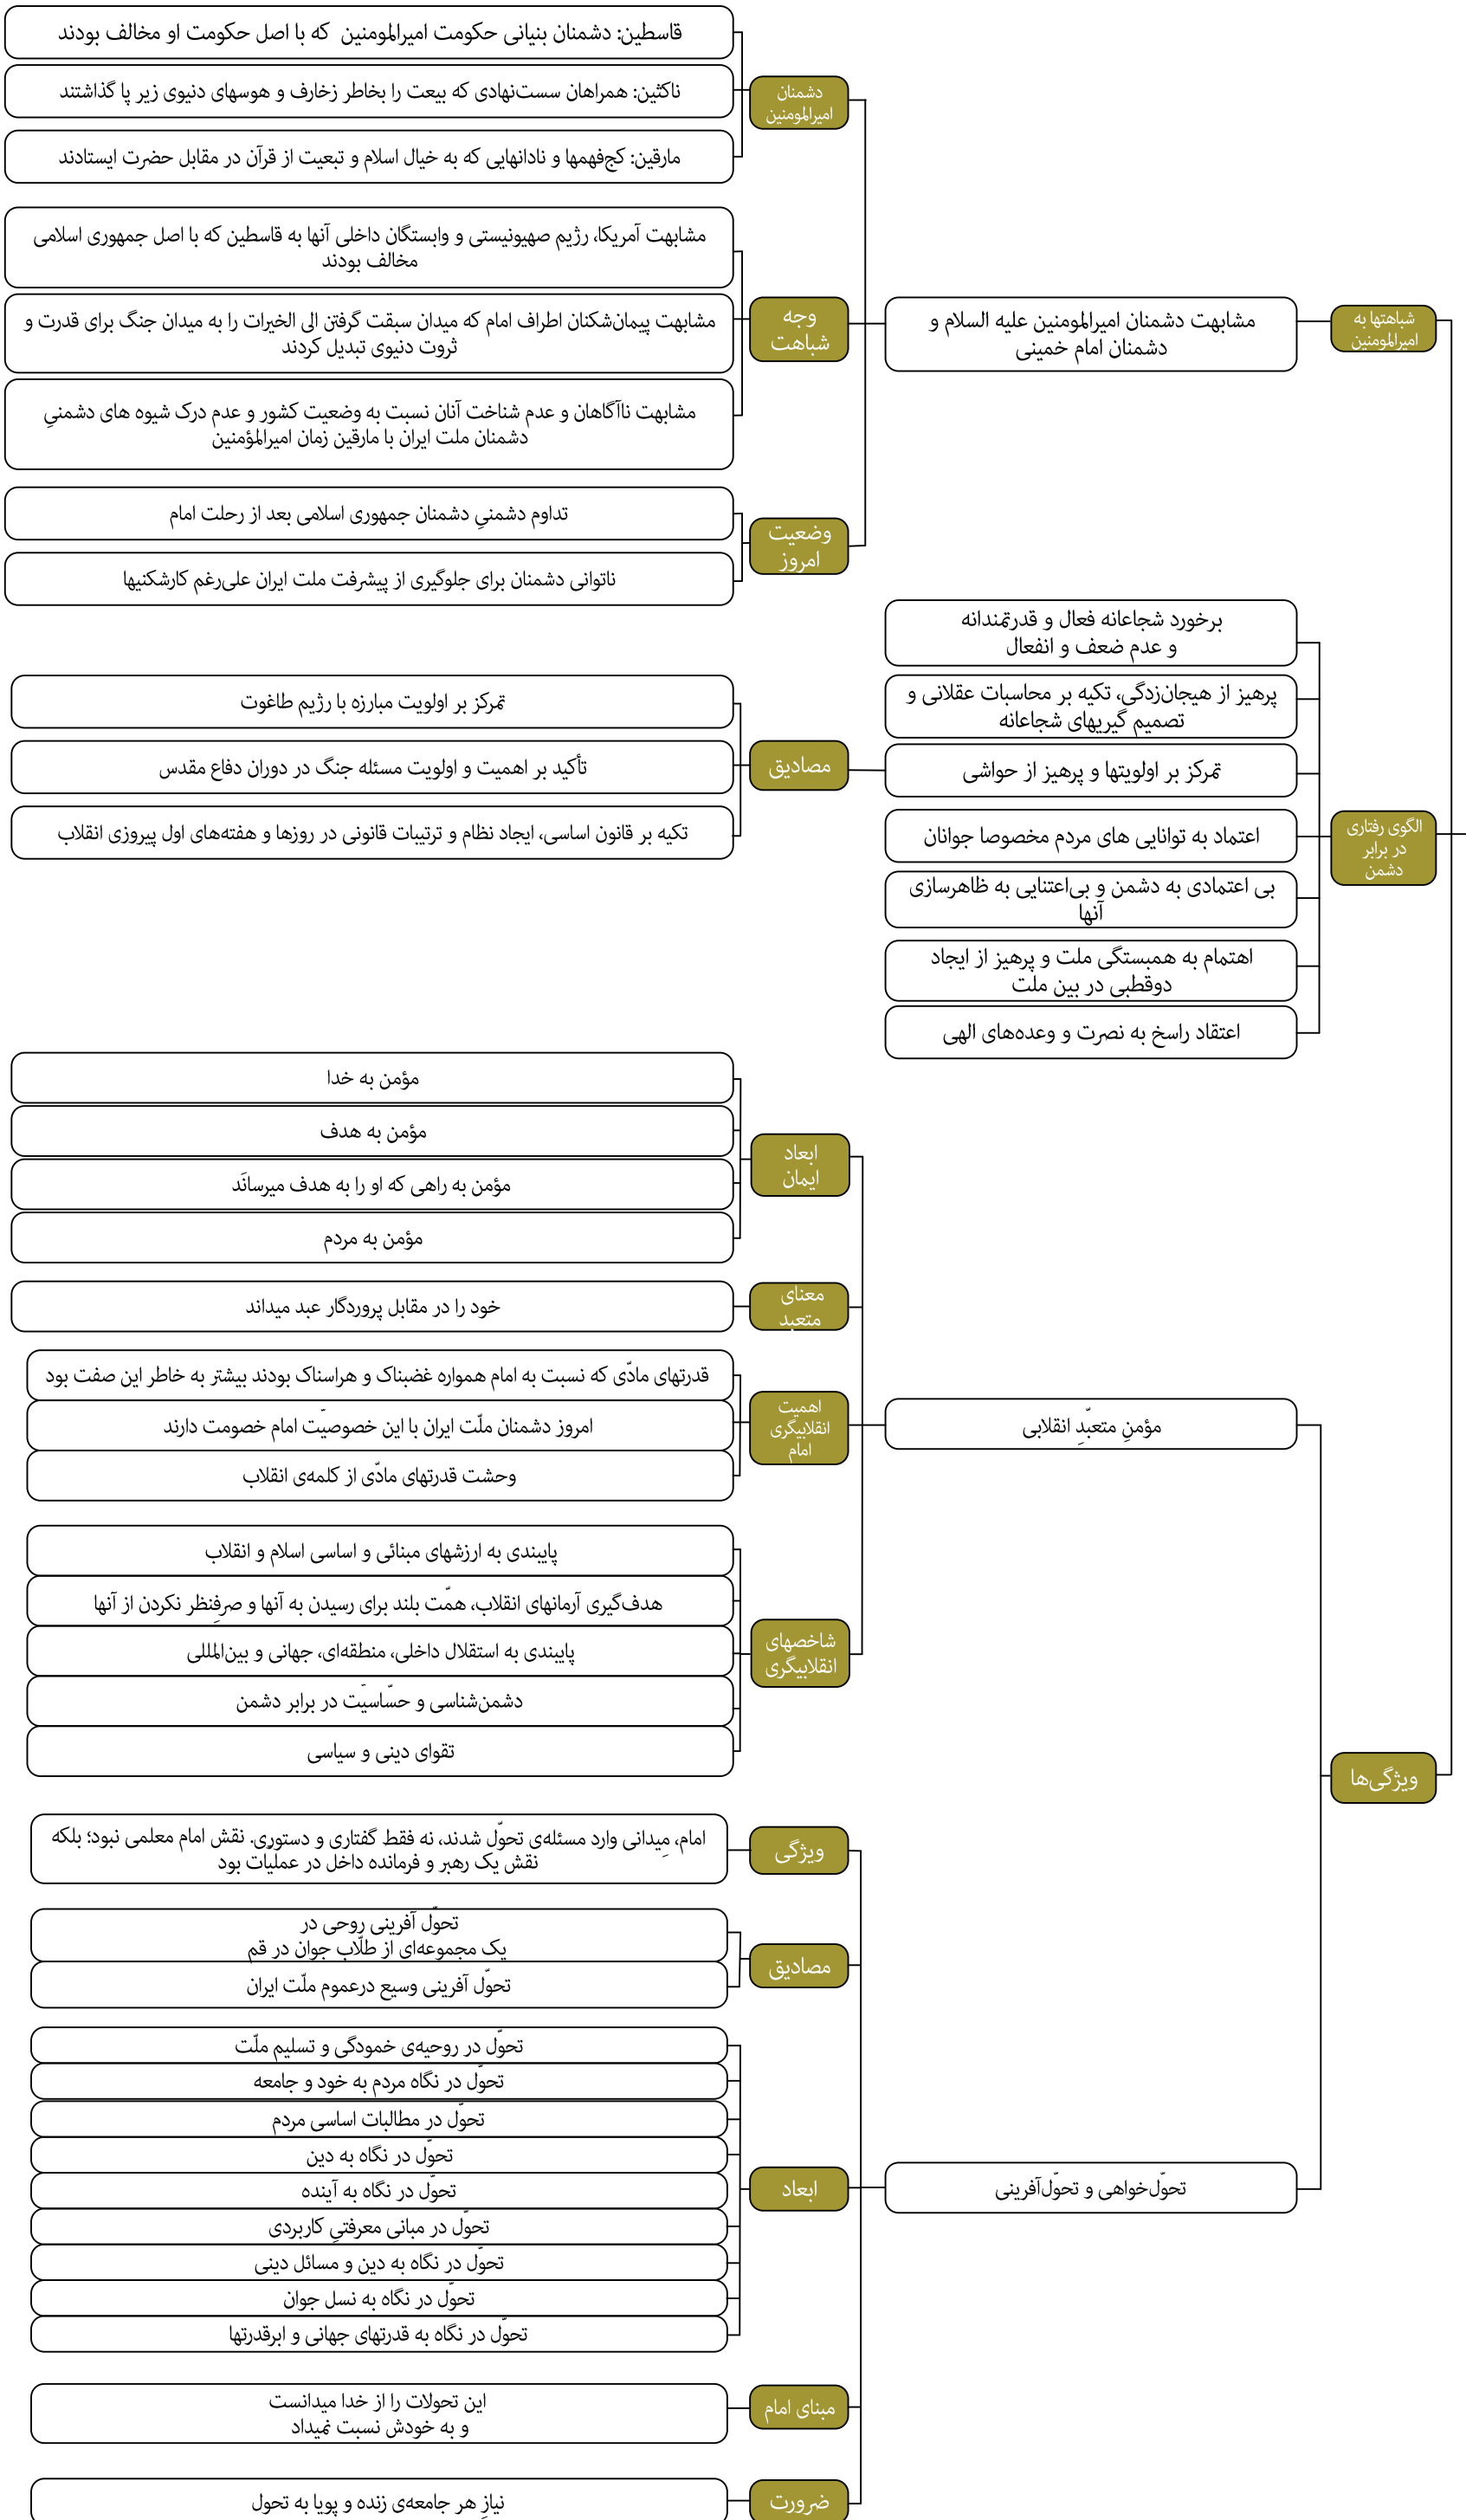 شباهتها به
امیرالمومنین
مشابهت دشمنان امیرالمومنین علیه السلام و
دشمنان امام خمینی
دشمنان
امیرالمومنین
قاسطین: دشمنان بنیانی حکومت امیرالمومنین که با اصل حکومت او مخالف بودند
ناکثین: همراهان سست‌نهادی که بیعت را بخاطر زخارف و هوسهای دنیوی زیر پا گذاشتند
مارقین: کج‌فهمها و نادانهایی که به خیال اسلام و تبعیت از قرآن در مقابل حضرت ایستادند
وجه
شباهت
مشابهت آمریکا، رژیم صهیونیستی و وابستگان داخلی آنها به قاسطین که با اصل جمهوری اسلامی
مخالف بودند
مشابهت پیمان‌شکنان اطراف امام که میدان سبقت گرفتن الی الخیرات را به میدان جنگ برای قدرت و
ثروت دنیوی تبدیل کردند
مشابهت ناآگاهان و عدم شناخت آنان نسبت به وضعیت کشور و عدم درک شیوه های دشمنیِ
دشمنان ملت ایران با مارقین زمان امیرالمؤمنین
وضعیت
امروز
تداوم دشمنیِ دشمنان جمهوری اسلامی بعد از رحلت امام
ناتوانی دشمنان برای جلوگیری از پیشرفت ملت ایران علی‌رغم کارشکنیها
الگوی رفتاری
در برابر
دشمن
برخورد شجاعانه فعال و قدرتمندانه
و عدم ضعف و انفعال
پرهیز از هیجان‌زدگی، تکیه بر محاسبات عقلانی و
تصمیم گیریهای شجاعانه
تمرکز بر اولویتها و پرهیز از حواشی
مصادیق
تمرکز بر اولویت مبارزه با رژیم طاغوت
تأکید بر اهمیت و اولویت مسئله جنگ در دوران دفاع مقدس
تکیه بر قانون اساسی، ایجاد نظام و ترتیبات قانونی در روزها و هفته‌های اول پیروزی انقلاب
اعتماد به توانایی های مردم مخصوصا جوانان
بی اعتمادی به دشمن و بی‌اعتنایی به ظاهرسازی
آنها
اهتمام به همبستگی ملت و پرهیز از ایجاد
دوقطبی در بین ملت
اعتقاد راسخ به نصرت و وعده‌های الهی
ویژگی‌ها
مؤمنِ متعبّدِ انقلابی
ابعاد
ایمان
مؤمن به خدا
مؤمن به هدف
مؤمن به راهی که او را به هدف میرسانَد
مؤمن به مردم
معنای
متعبد
خود را در مقابل پروردگار عبد میداند
اهمیت
انقلابیگری
امام
قدرتهای مادّی که نسبت به امام همواره غضبناک و هراسناک بودند بیشتر به خاطر این صفت بود
امروز دشمنان ملّت ایران با این خصوصیّت امام خصومت دارند
وحشت قدرتهای مادّی از کلمه‌ی انقلاب
شاخصهای
انقلابیگری
پایبندی به ارزشهای مبنائی و اساسی اسلام و انقلاب
هدف‌گیری آرمانهای انقلاب، همّت بلند برای رسیدن به آنها و صرفِنظر نکردن از آنها
پایبندی به استقلال داخلی، منطقه‌ای، جهانی و بین‌المللی
دشمن‌شناسی و حسّاسیّت در برابر دشمن
تقوای دینی و سیاسی
تحوّل‌خواهی و تحوّل‌آفرینی
ویژگی
امام، مِیدانی وارد مسئله‌ی تحوّل شدند، نه فقط گفتاری و دستوری. نقش امام معلمی نبود؛ بلکه
نقش یک رهبر و فرمانده داخل در عملیّات بود
مصادیق
تحوّل آفرینی روحی در
یک مجموعه‌ای از طلّاب جوان در قم
تحوّل آفرینی وسیع درعموم ملّت ایران
ابعاد
تحوّل در روحیه‌ی خمودگی و تسلیم ملّت
تحوّل در نگاه مردم به خود و جامعه
تحوّل در مطالبات اساسی مردم
تحوّل در نگاه به دین
تحوّل در نگاه به آینده
تحوّل در مبانی معرفتیِ کاربردی
تحوّل در نگاه به دین و مسائل دینی
تحوّل در نگاه به نسل جوان
تحوّل در نگاه به قدرتهای جهانی و ابرقدرتها
مبنای امام
این تحولات را از خدا میدانست
و به خودش نسبت نمیداد
ضرورت
نیازِ هر جامعه‌ی زنده و پویا به تحول